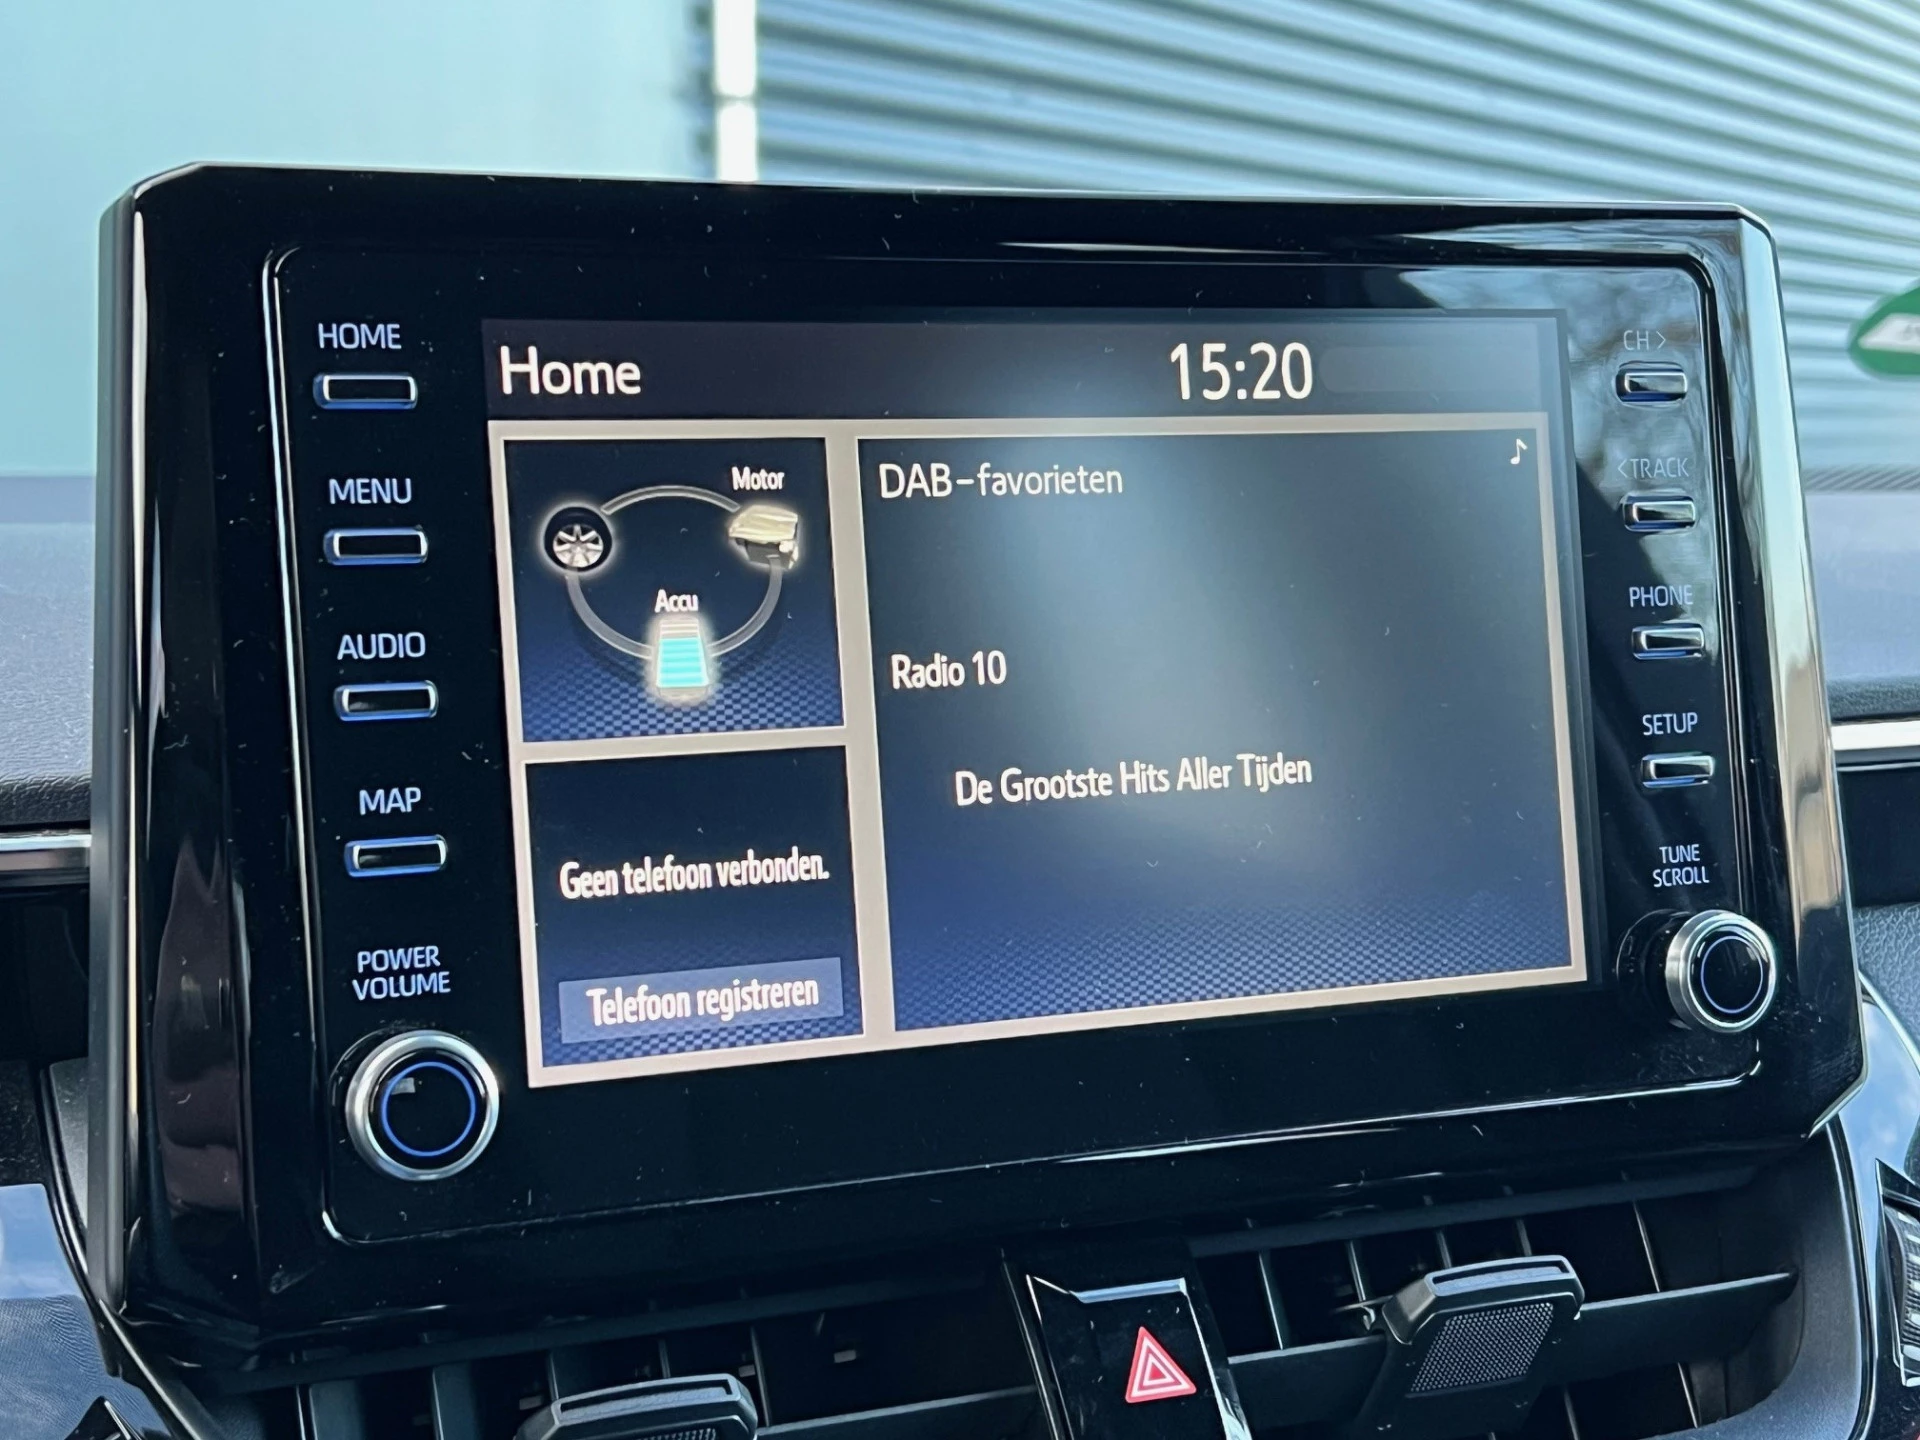 HOME
MENU
AUDIO
MAP
POWER
VOLUME
Home
15:20
Motor
Accu
Geen telefoon verbonden.
Telefoon registreren
DAB-favorieten
Radio 10
De Grootste Hits Aller Tijden
CH >
< TRACK
PHONE
SETUP
TUNE
SCROLL